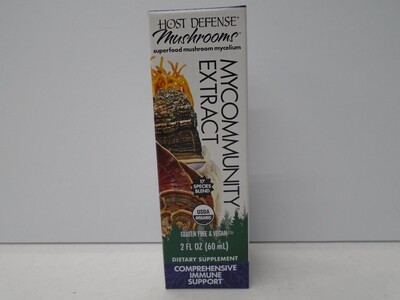 HOST DEFENSE®
Mushrooms™
superfood mushroom mycelium
MYCOMMUNITY
EXTRACT
17
SPECIES
BLEND
USDA
ORGANIC
GLUTEN FREE & VEGAN
2 FL OZ (60 mL)
DIETARY SUPPLEMENT
COMPREHENSIVE
IMMUNE
SUPPORT